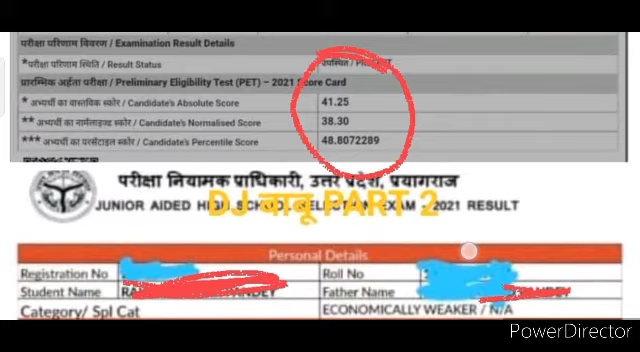 परीक्षा परिणाम विवरण / Examination Result Details
*परीक्षा परिणाम स्थिति / Result Status
प्रारम्भिक अर्हता परीक्षा / Preliminary Eligibility Test (PET) – 2021 Score Card
* अभ्यर्थी का वास्तविक स्कोर / Candidate's Absolute Score 41.25
** अभ्यर्थी का नार्मलाइज्ड स्कोर / Candidate's Normalised Score 38.30
*** अभ्यर्थी का परसेंटाइल स्कोर / Candidate's Percentile Score 48.8072289
परीक्षा नियामक प्राधिकारी, उत्तर प्रदेश, प्रयागराज
JUNIOR AIDED HIGH EXAM - 2021 RESULT
DJ बाबू PART 2
Personal Details
Registration No Roll No
Student Name Father Name
Category/ Spl Cat ECONOMICALLY WEAKER / N/A
PowerDirector